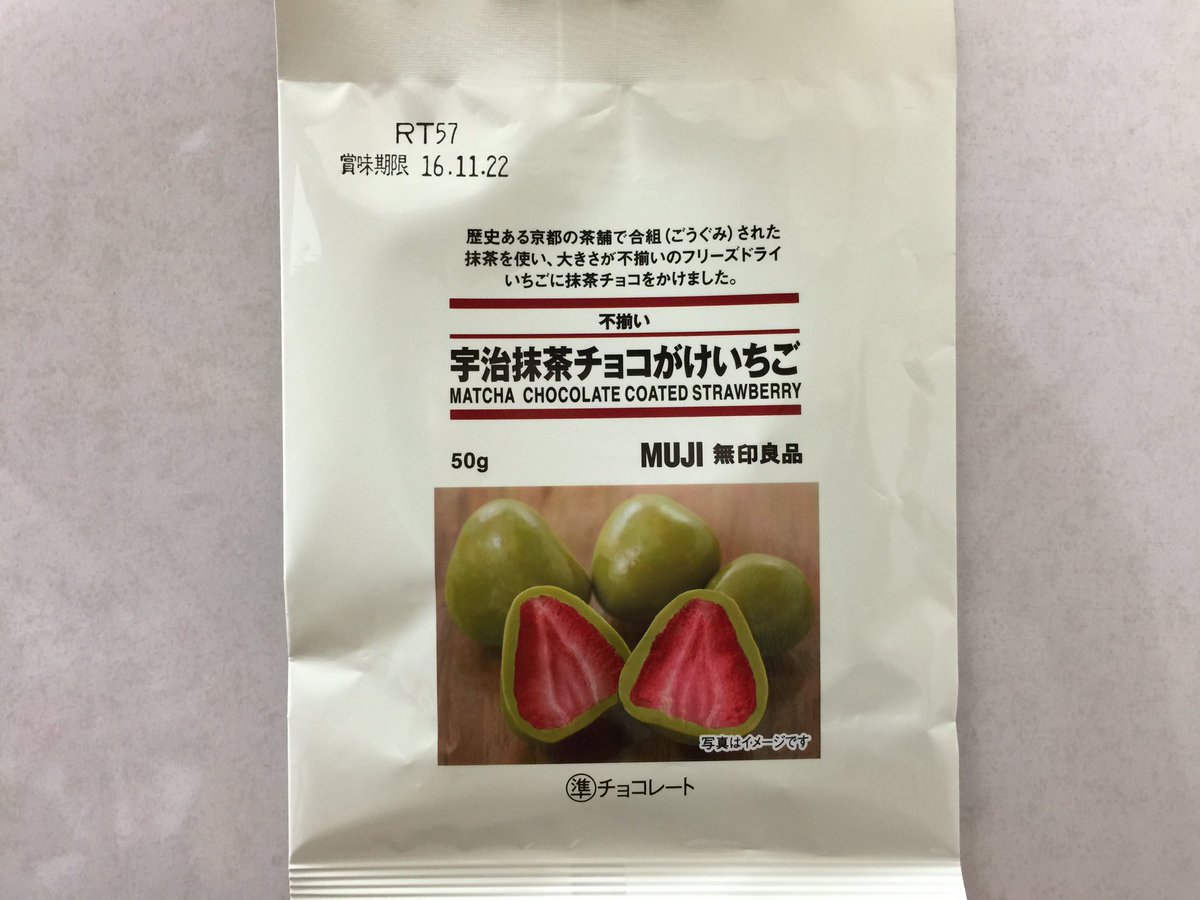 RT57
賞味期限 16.11.22
歴史ある京都の茶舗で合組(ごうぐみ)された
抹茶を使い、大きさが不揃いのフリーズドライ
いちごに抹茶チョコをかけました。
不揃い
宇治抹茶チョコがけいちご
MATCHA CHOCOLATE COATED STRAWBERRY
50g MUJI 無印良品
写真はイメージです
㊜チョコレート